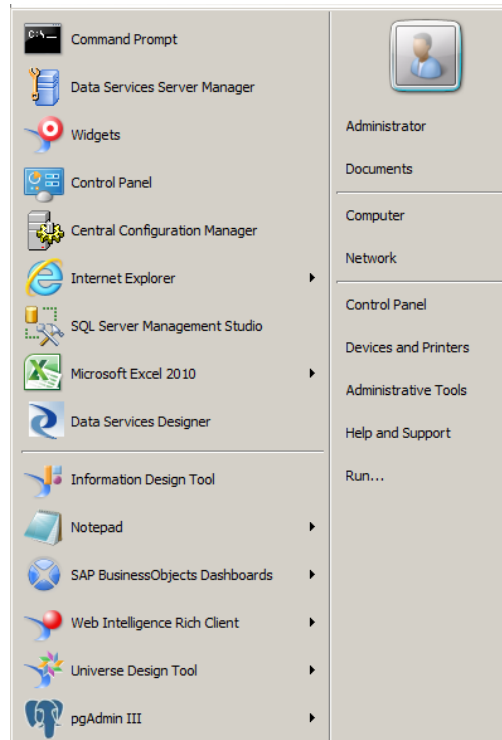 Command Prompt
Data Services Server Manager
Widgets
Control Panel
Central Configuration Manager
Internet Explorer
SQL Server Management Studio
Microsoft Excel 2010
Data Services Designer
Information Design Tool
Notepad
SAP BusinessObjects Dashboards
Web Intelligence Rich Client
Universe Design Tool
pgAdmin III
Administrator
Documents
Computer
Network
Control Panel
Devices and Printers
Administrative Tools
Help and Support
Run...